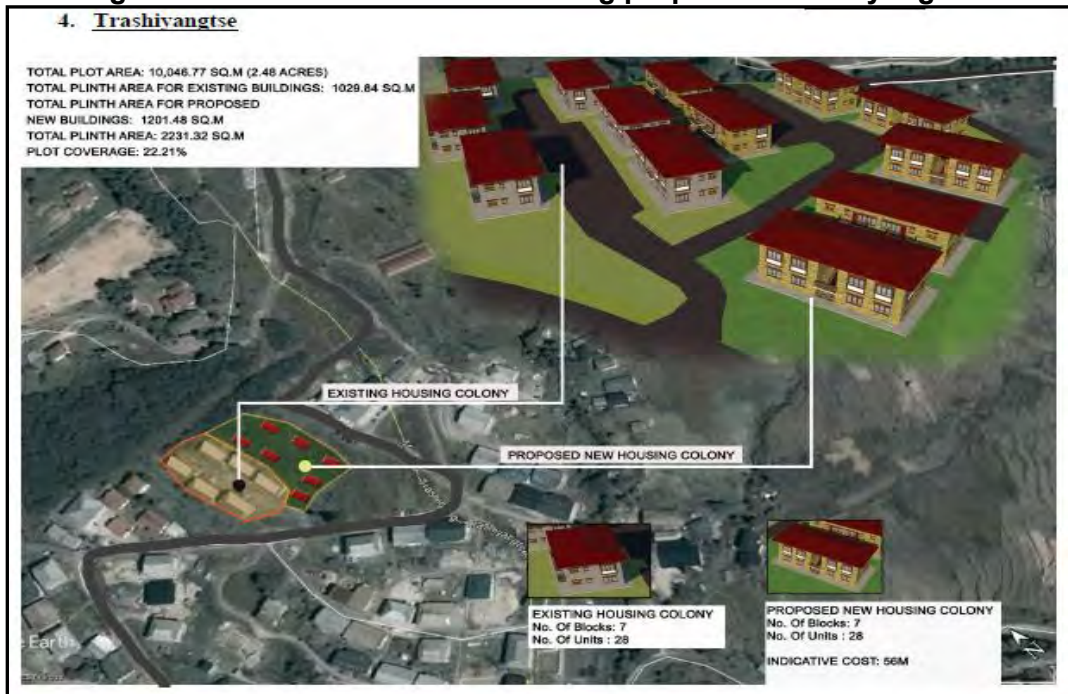 4. Trashiyangtse
TOTAL PLOT AREA: 10,046.77 SQ.M (2.48 ACRES)
TOTAL PLINTH AREA FOR EXISTING BUILDINGS: 1029.84 SQ.M
TOTAL PLINTH AREA FOR PROPOSED
NEW BUILDINGS: 1201.48 SQ.M
TOTAL PLINTH AREA: 2231.32 SQ.M
PLOT COVERAGE: 22.21%
EXISTING HOUSING COLONY
PROPOSED NEW HOUSING COLONY
EXISTING HOUSING COLONY
No. Of Blocks: 7
No. Of Units : 28
PROPOSED NEW HOUSING COLONY
No. Of Blocks: 7
No. Of Units : 28
INDICATIVE COST: 56M
Earth
N